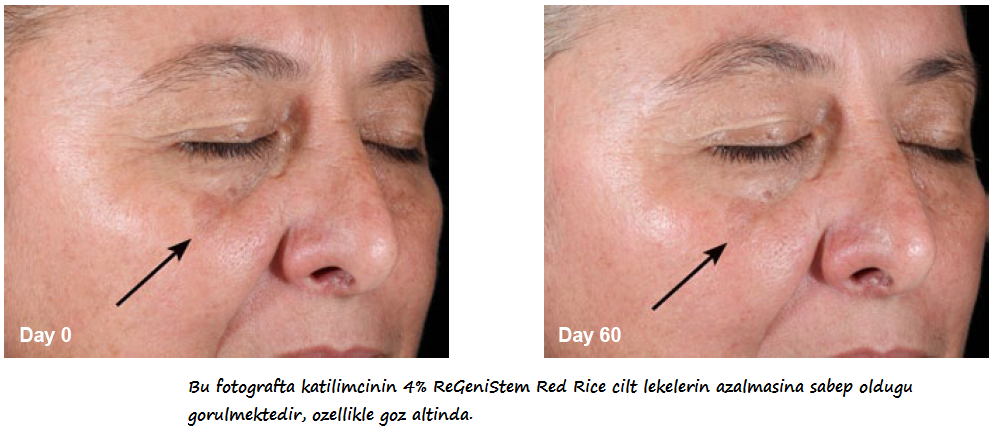 Day 0
Day 60
Bu fotografta katilimcinin 4% ReGeniStem Red Rice cilt lekelerin azalmasina sabep oldugu
gorulmektedir, ozellikle goz altinda.